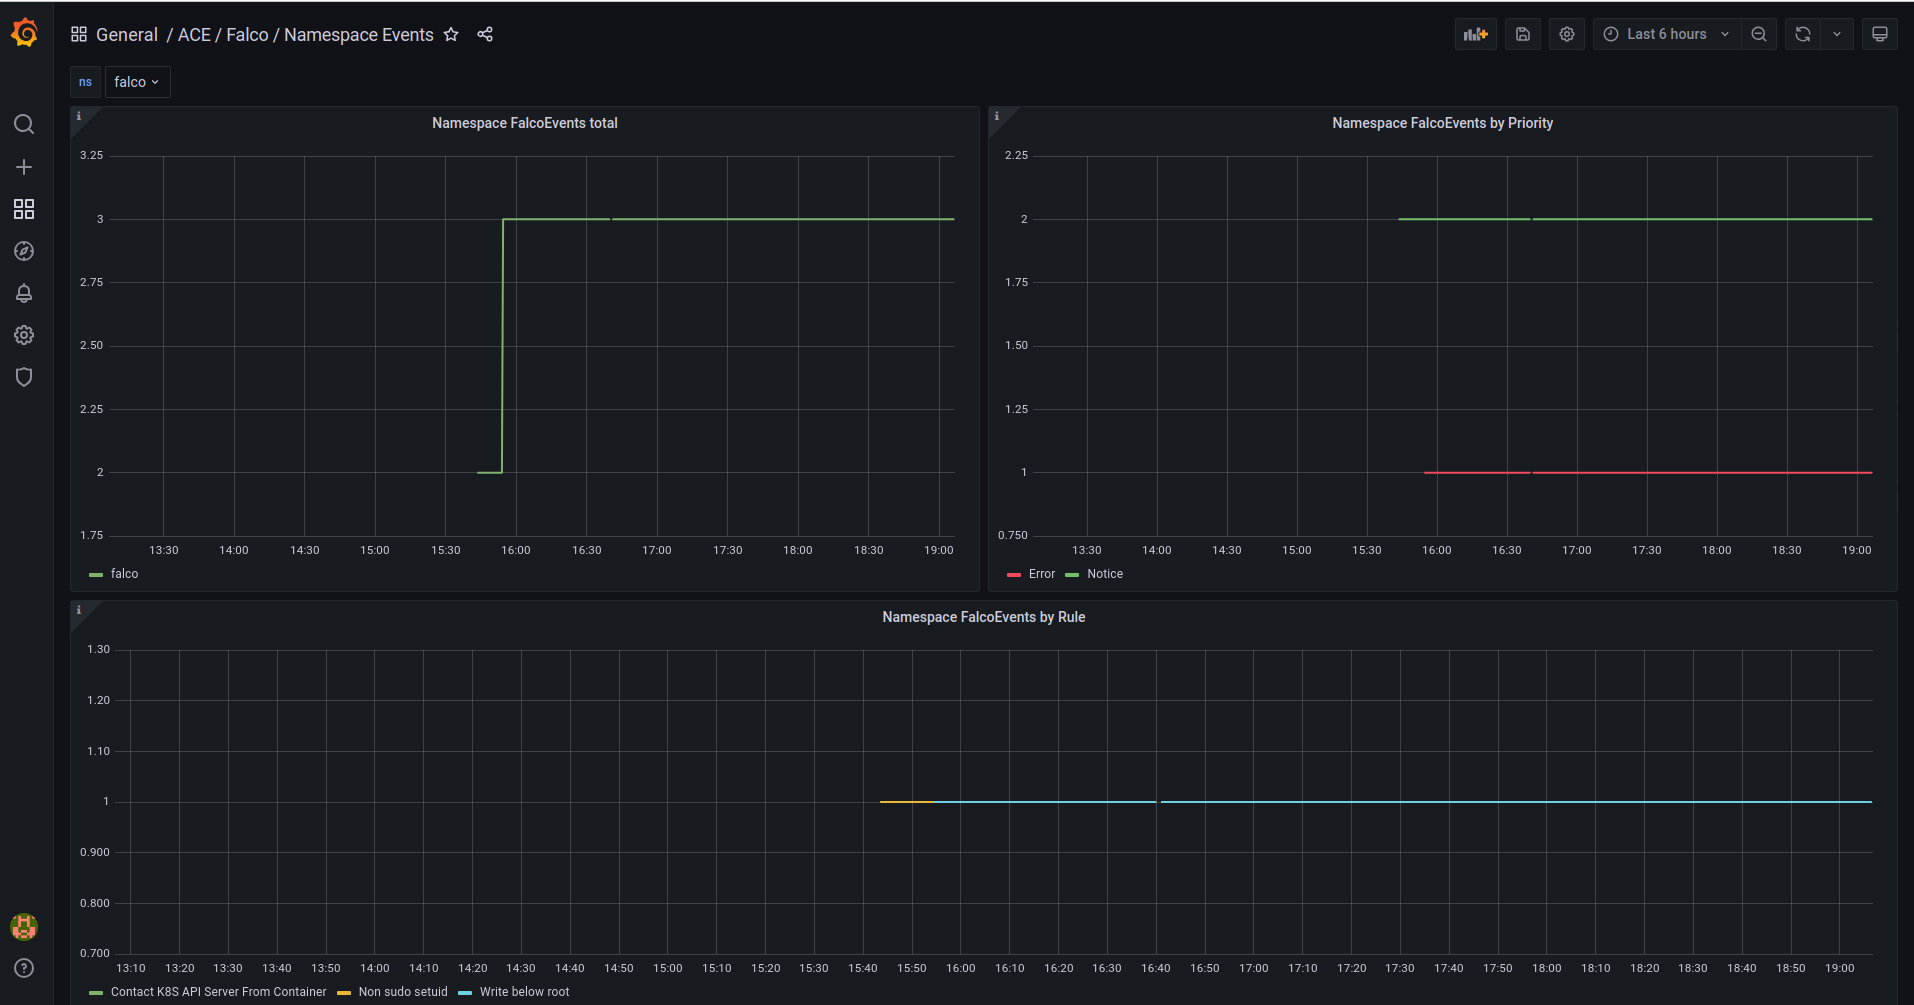 General / ACE / Falco / Namespace Events
Last 6 hours
ns falco
Namespace FalcoEvents total
3.25
3
2.75
2.50
2.25
2
1.75
13:30 14:00 14:30 15:00 15:30 16:00 16:30 17:00 17:30 18:00 18:30 19:00
falco
Namespace FalcoEvents by Priority
2.25
2
1.75
1.50
1.25
1
0.750
13:30 14:00 14:30 15:00 15:30 16:00 16:30 17:00 17:30 18:00 18:30 19:00
Error Notice
Namespace FalcoEvents by Rule
1.30
1.20
1.10
1
0.900
0.800
0.700
13:10 13:20 13:30 13:40 13:50 14:00 14:10 14:20 14:30 14:40 14:50 15:00 15:10 15:20 15:30 15:40 15:50 16:00 16:10 16:20 16:30 16:40 16:50 17:00 17:10 17:20 17:30 17:40 17:50 18:00 18:10 18:20 18:30 18:40 18:50 19:00
Contact K8S API Server From Container Non sudo setuid Write below root